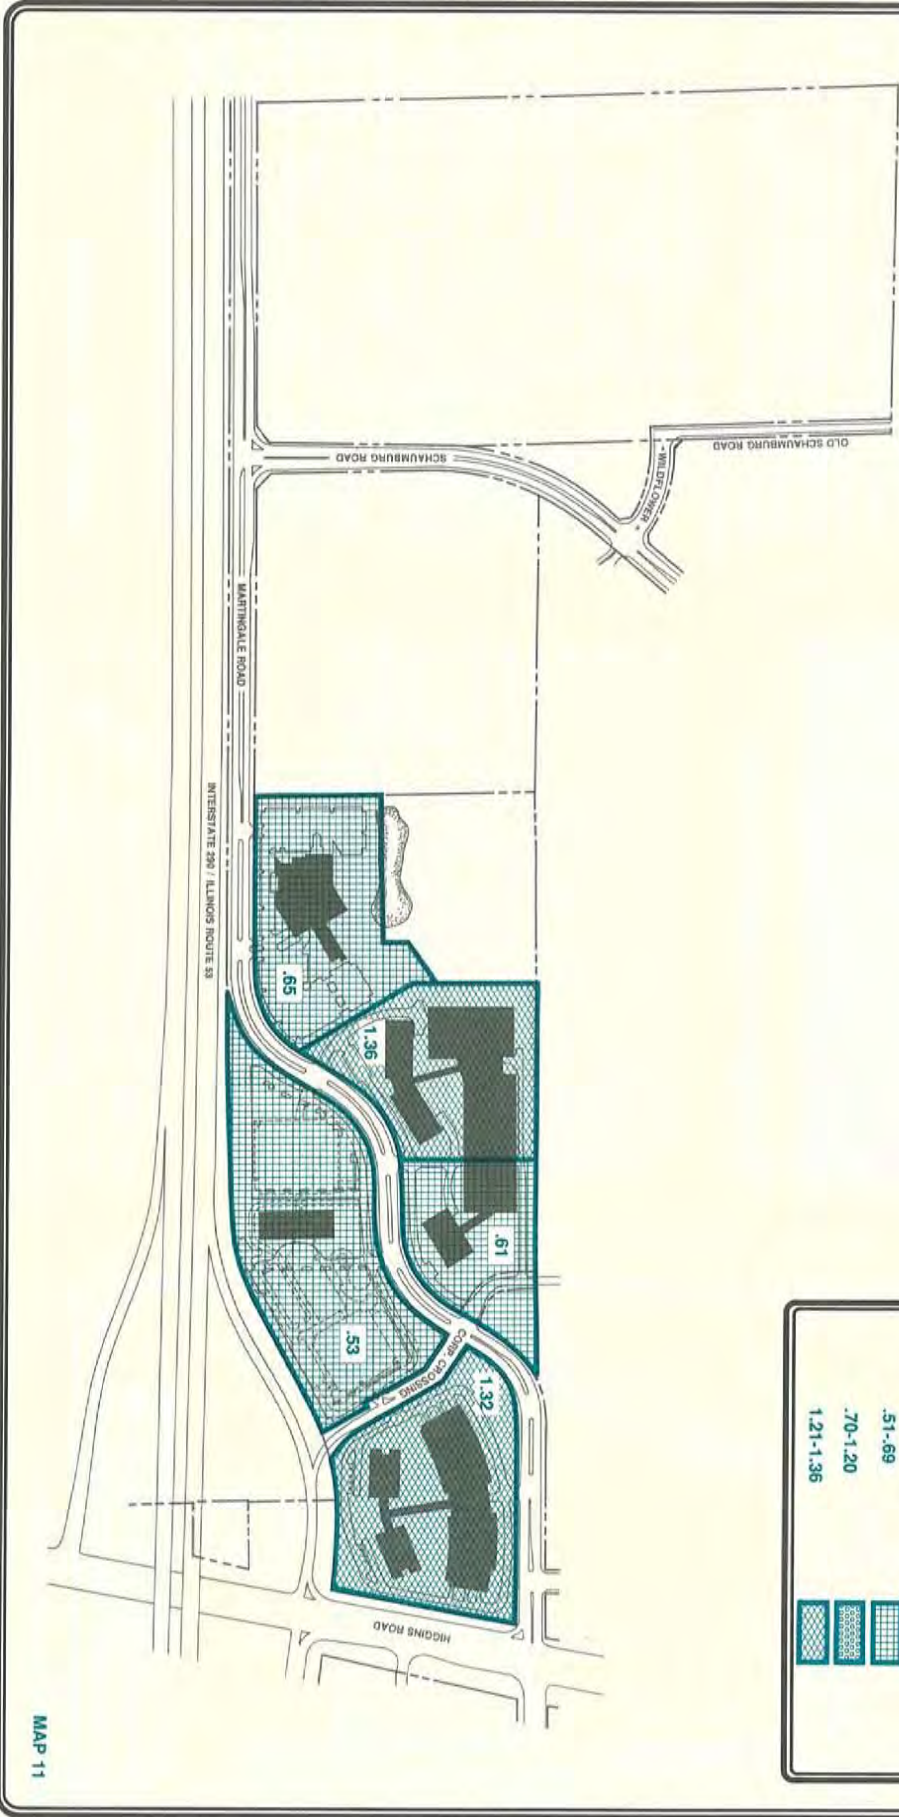 OLD SCHAUMBURG ROAD
SCHAUMBURG ROAD
WILDFLOWER
MARTINGALE ROAD
INTERSTATE 290 / ILLINOIS ROUTE 53
.65
1.36
.61
.53
CORP. CROSSING
1.32
HIGGINS ROAD
.51-.69
.70-1.20
1.21-1.36
MAP 11